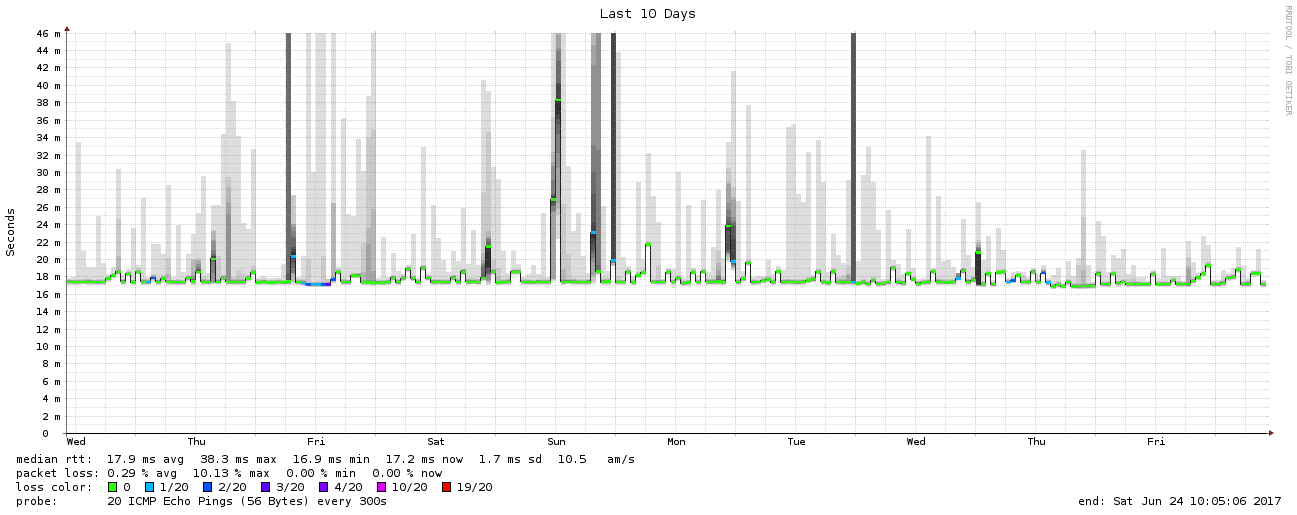 Last 10 Days
RRDTOOL / TOBI OETIKER
Seconds
46 m
44 m
42 m
40 m
38 m
36 m
34 m
32 m
30 m
28 m
26 m
24 m
22 m
20 m
18 m
16 m
14 m
12 m
10 m
8 m
6 m
4 m
2 m
0
Wed Thu Fri Sat Sun Mon Tue Wed Thu Fri
median rtt: 17.9 ms avg 38.3 ms max 16.9 ms min 17.2 ms now 1.7 ms sd 10.5 am/s
packet loss: 0.29 % avg 10.13 % max 0.00 % min 0.00 % now
loss color: 0 1/20 2/20 3/20 4/20 10/20 19/20
probe: 20 ICMP Echo Pings (56 Bytes) every 300s end: Sat Jun 24 10:05:06 2017